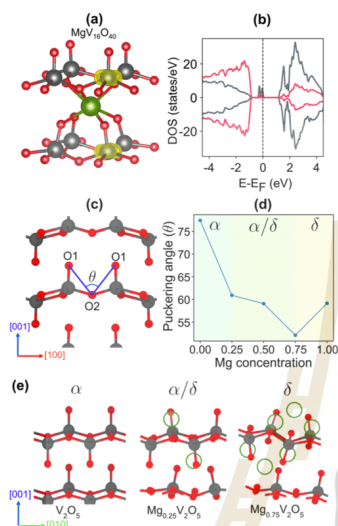 (a)
MgV₁₆O₄₀
(b)
DOS (states/eV)
20
0
-20
-4 -2 0 2 4
E-E_F (eV)
(c)
O1 O1
θ
O2
[001]
[100]
(d)
α α/δ δ
Puckering angle (θ)
75
70
65
60
55
0.00 0.25 0.50 0.75 1.00
Mg concentration
(e)
α α/δ δ
[001]
[010]
V₂O₅ Mg₀.₂₅V₂O₅ Mg₀.₇₅V₂O₅